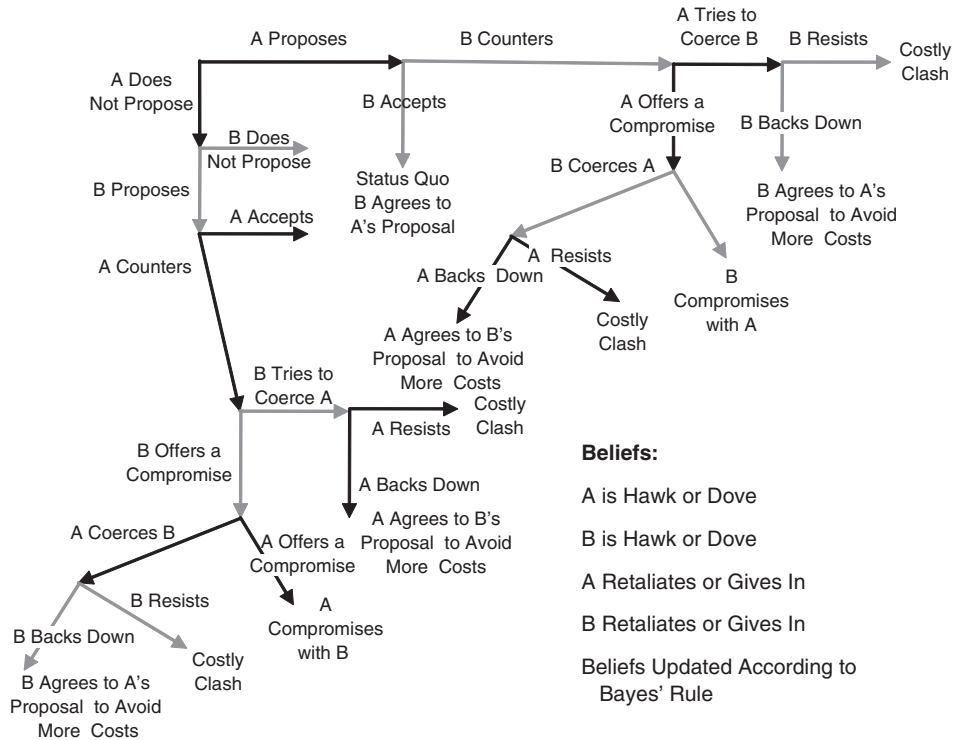 A Proposes
B Counters
A Tries to
Coerce B
B Resists
Costly
Clash
A Does
Not Propose
B Accepts
A Offers a
Compromise
B Backs Down
B Does
Not Propose
B Proposes
Status Quo
B Agrees to
A's Proposal
B Coerces A
B Agrees to A's
Proposal to Avoid
More Costs
A Accepts
A Counters
A Resists
A Backs Down
B
Compromises
with A
Costly
Clash
A Agrees to B's
Proposal to Avoid
More Costs
B Tries to
Coerce A
Costly
Clash
A Resists
B Offers a
Compromise
A Backs Down
A Agrees to B's
Proposal to Avoid
More Costs
A Coerces B
A Offers a
Compromise
B Resists
A
Compromises
with B
B Backs Down
Costly
Clash
B Agrees to A's
Proposal to Avoid
More Costs
Beliefs:
A is Hawk or Dove
B is Hawk or Dove
A Retaliates or Gives In
B Retaliates or Gives In
Beliefs Updated According to
Bayes' Rule